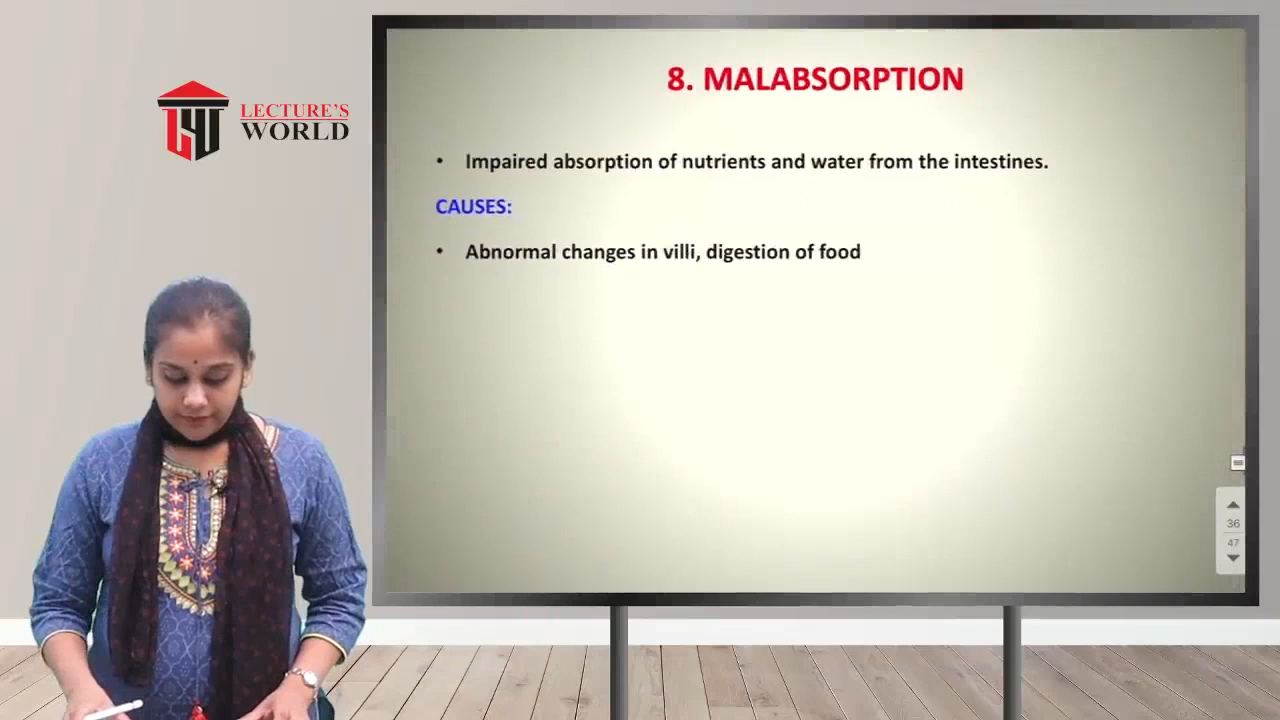 LECTURE'S
WORLD
8. MALABSORPTION
• Impaired absorption of nutrients and water from the intestines.
CAUSES:
• Abnormal changes in villi, digestion of food
36
47